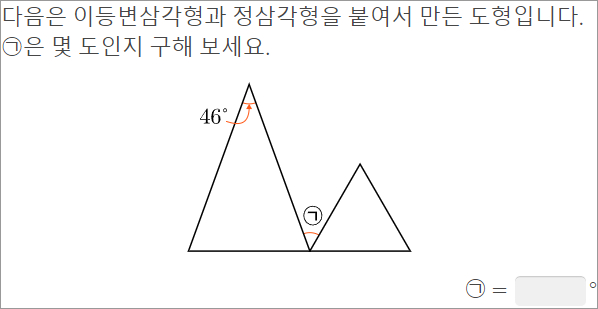 다음은 이등변삼각형과 정삼각형을 붙여서 만든 도형입니다.
㉠은 몇 도인지 구해 보세요.
46°
㉠
㉠ = °